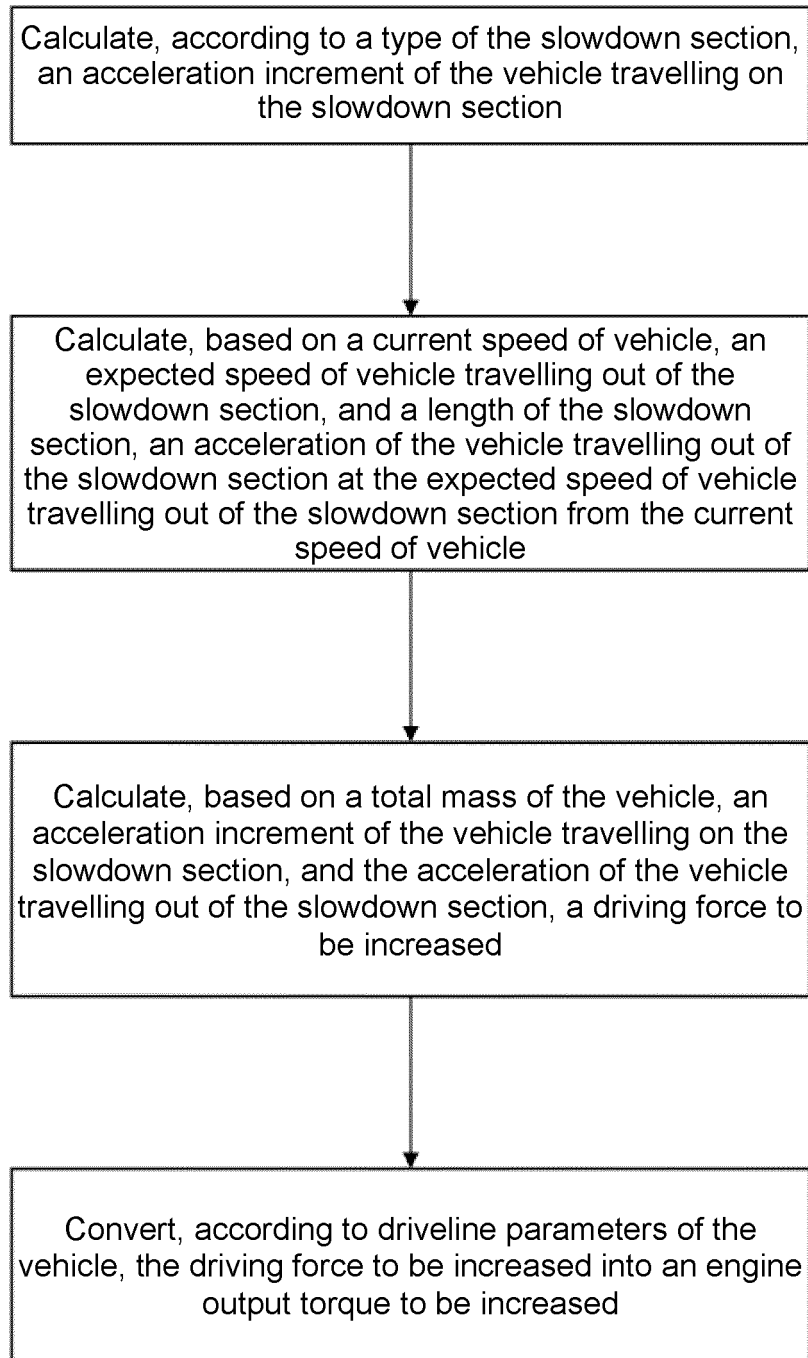 Calculate, according to a type of the slowdown section,
an acceleration increment of the vehicle travelling on
the slowdown section
Calculate, based on a current speed of vehicle, an
expected speed of vehicle travelling out of the
slowdown section, and a length of the slowdown
section, an acceleration of the vehicle travelling out of
the slowdown section at the expected speed of vehicle
travelling out of the slowdown section from the current
speed of vehicle
Calculate, based on a total mass of the vehicle, an
acceleration increment of the vehicle travelling on the
slowdown section, and the acceleration of the vehicle
travelling out of the slowdown section, a driving force to
be increased
Convert, according to driveline parameters of the
vehicle, the driving force to be increased into an engine
output torque to be increased